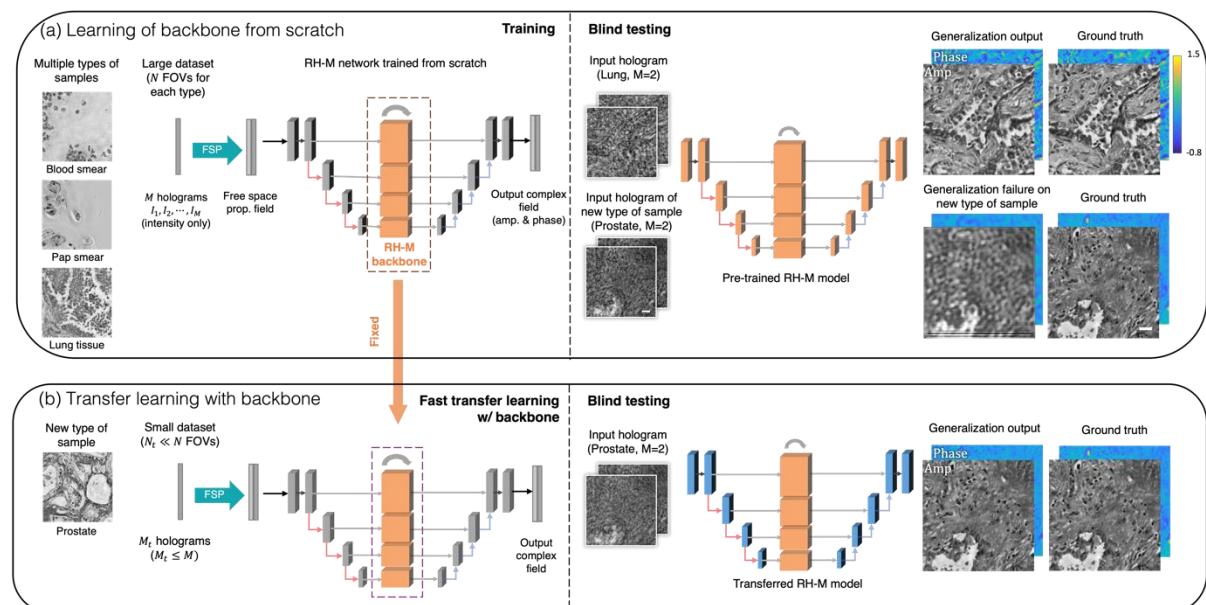 (a) Learning of backbone from scratch
Training
Multiple types of
samples
Blood smear
Pap smear
Lung tissue
Large dataset
(N FOVs for
each type)
FSP
M holograms
I₁, I₂, ⋯, I_M
(intensity only)
Free space
prop. field
RH-M network trained from scratch
RH-M
backbone
Output complex
field
(amp. & phase)
Fixed
Blind testing
Input hologram
(Lung, M=2)
Input hologram of
new type of sample
(Prostate, M=2)
Pre-trained RH-M model
Generalization output
Phase
Amp
Ground truth
1.5
-0.8
Generalization failure on
new type of sample
Ground truth
(b) Transfer learning with backbone
Fast transfer learning
w/ backbone
New type of
sample
Prostate
Small dataset
(N_t ≪ N FOVs)
FSP
M_t holograms
(M_t ≤ M)
Output
complex
field
Blind testing
Input hologram
(Prostate, M=2)
Transferred RH-M model
Generalization output
Phase
Amp
Ground truth